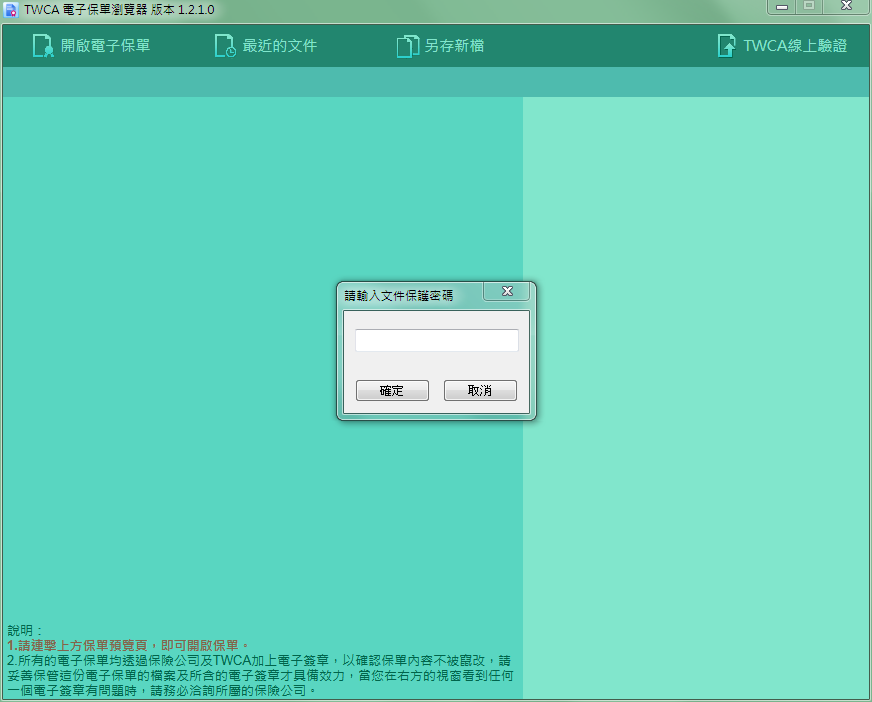 TWCA 電子保單瀏覽器 版本 1.2.1.0
開啟電子保單
最近的文件
另存新檔
TWCA線上驗證
請輸入文件保護密碼
確定
取消
說明：
1.請連擊上方保單預覽頁，即可開啟保單。
2.所有的電子保單均透過保險公司及TWCA加上電子簽章，以確認保單內容不被竄改，請
妥善保管這份電子保單的檔案及所含的電子簽章才具備效力，當您在右方的視窗看到任何
一個電子簽章有問題時，請務必洽詢所屬的保險公司。